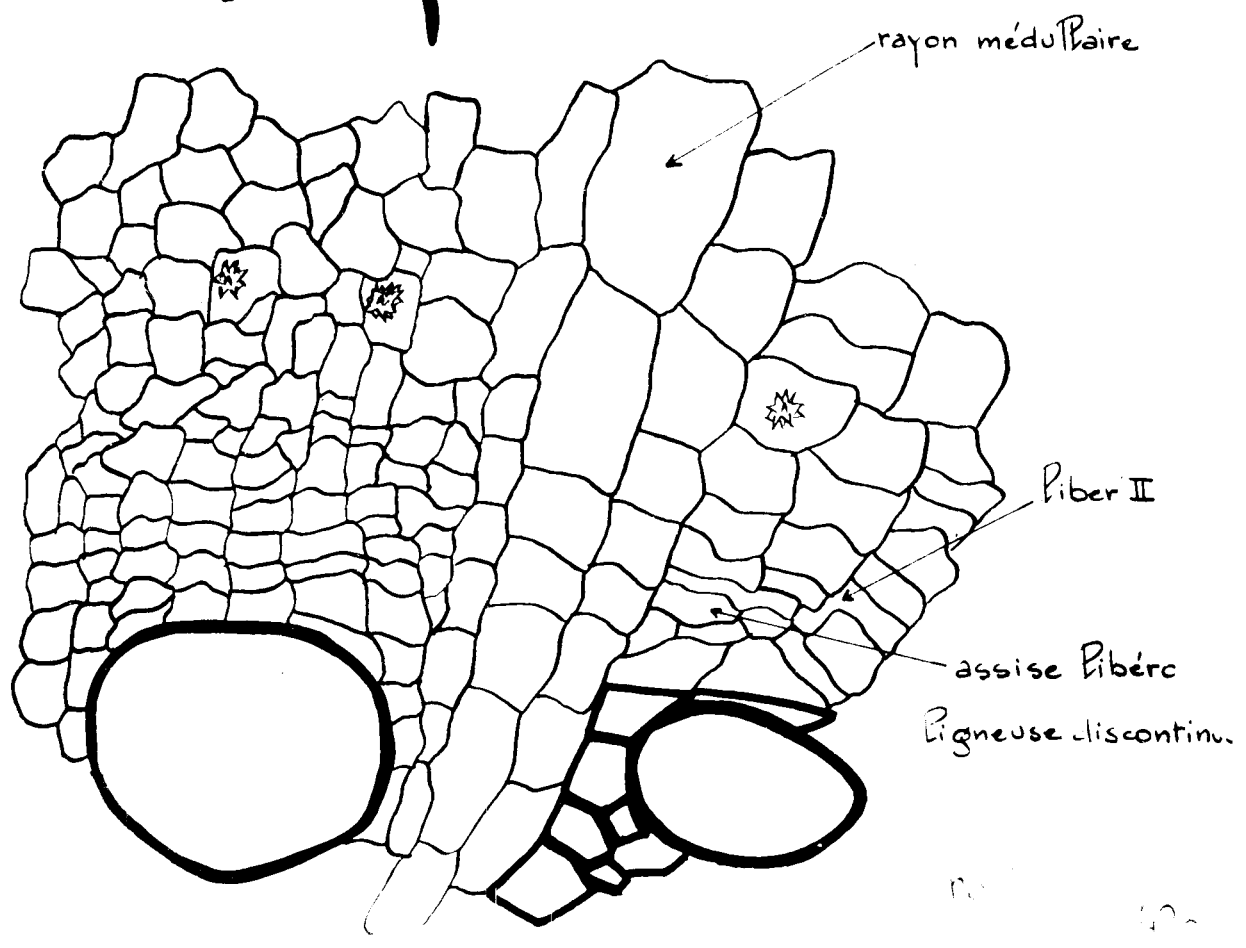 rayon médullaire
liber II
assise libéro
ligneuse discontinu.